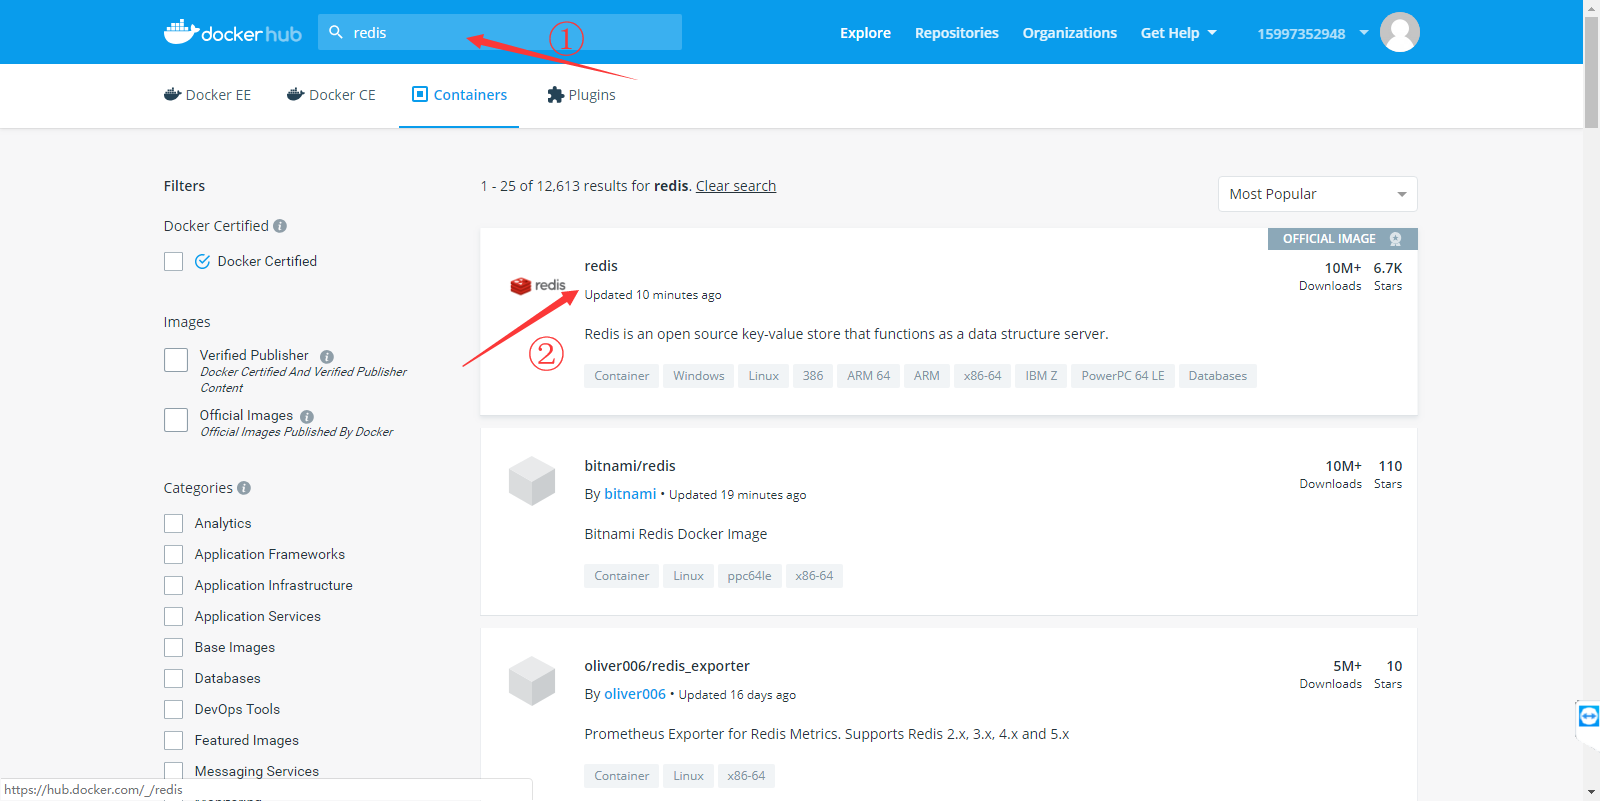 docker hub
redis
①
Explore
Repositories
Organizations
Get Help
15997352948
Docker EE
Docker CE
Containers
Plugins
Filters
Docker Certified
Docker Certified
Images
Verified Publisher
Docker Certified And Verified Publisher
Content
Official Images
Official Images Published By Docker
Categories
Analytics
Application Frameworks
Application Infrastructure
Application Services
Base Images
Databases
DevOps Tools
Featured Images
Messaging Services
1 - 25 of 12,613 results for redis. Clear search
Most Popular
OFFICIAL IMAGE
redis
redis
Updated 10 minutes ago
10M+ 6.7K
Downloads Stars
②
Redis is an open source key-value store that functions as a data structure server.
Container Windows Linux 386 ARM 64 ARM x86-64 IBM Z PowerPC 64 LE Databases
bitnami/redis
By bitnami • Updated 19 minutes ago
10M+ 110
Downloads Stars
Bitnami Redis Docker Image
Container Linux ppc64le x86-64
oliver006/redis_exporter
By oliver006 • Updated 16 days ago
5M+ 10
Downloads Stars
Prometheus Exporter for Redis Metrics. Supports Redis 2.x, 3.x, 4.x and 5.x
Container Linux x86-64
https://hub.docker.com/_/redis